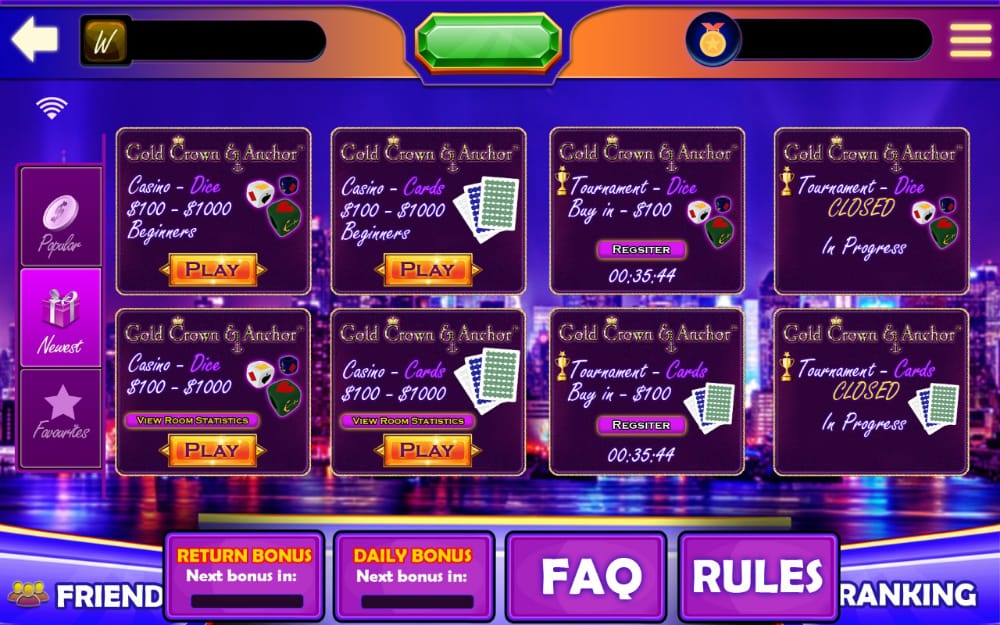 W
Popular
Newest
Favourites
Gold Crown & Anchor
Casino - Dice
$100 - $1000
Beginners
PLAY
Gold Crown & Anchor
Casino - Cards
$100 - $1000
Beginners
PLAY
Gold Crown & Anchor
Tournament - Dice
Buy in - $100
REGSITER
00:35:44
Gold Crown & Anchor
Tournament - Dice
CLOSED
In Progress
Gold Crown & Anchor
Casino - Dice
$100 - $1000
VIEW ROOM STATISTICS
PLAY
Gold Crown & Anchor
Casino - Cards
$100 - $1000
VIEW ROOM STATISTICS
PLAY
Gold Crown & Anchor
Tournament - Cards
Buy in - $100
REGSITER
00:35:44
Gold Crown & Anchor
Tournament - Cards
CLOSED
In Progress
FRIEND
RETURN BONUS
Next bonus in:
DAILY BONUS
Next bonus in:
FAQ
RULES
RANKING